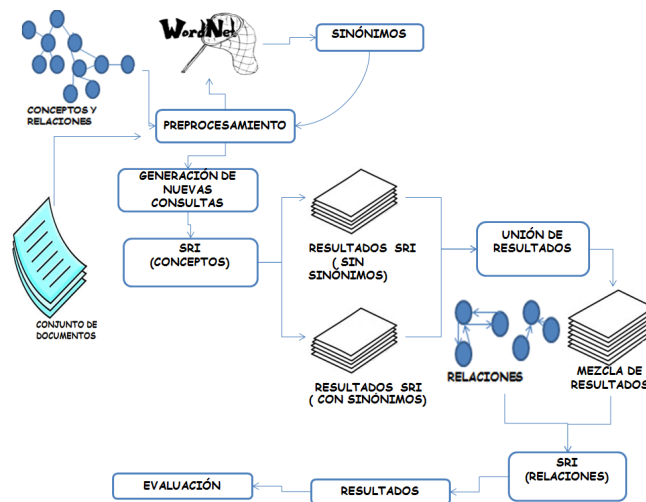 WordNet
SINÓNIMOS
CONCEPTOS Y
RELACIONES
PREPROCESAMIENTO
GENERACIÓN DE
NUEVAS
CONSULTAS
SRI
(CONCEPTOS)
CONJUNTO DE
DOCUMENTOS
RESULTADOS SRI
( SIN
SINÓNIMOS)
UNIÓN DE
RESULTADOS
RESULTADOS SRI
( CON SINÓNIMOS)
RELACIONES
MEZCLA DE
RESULTADOS
SRI
(RELACIONES)
RESULTADOS
EVALUACIÓN